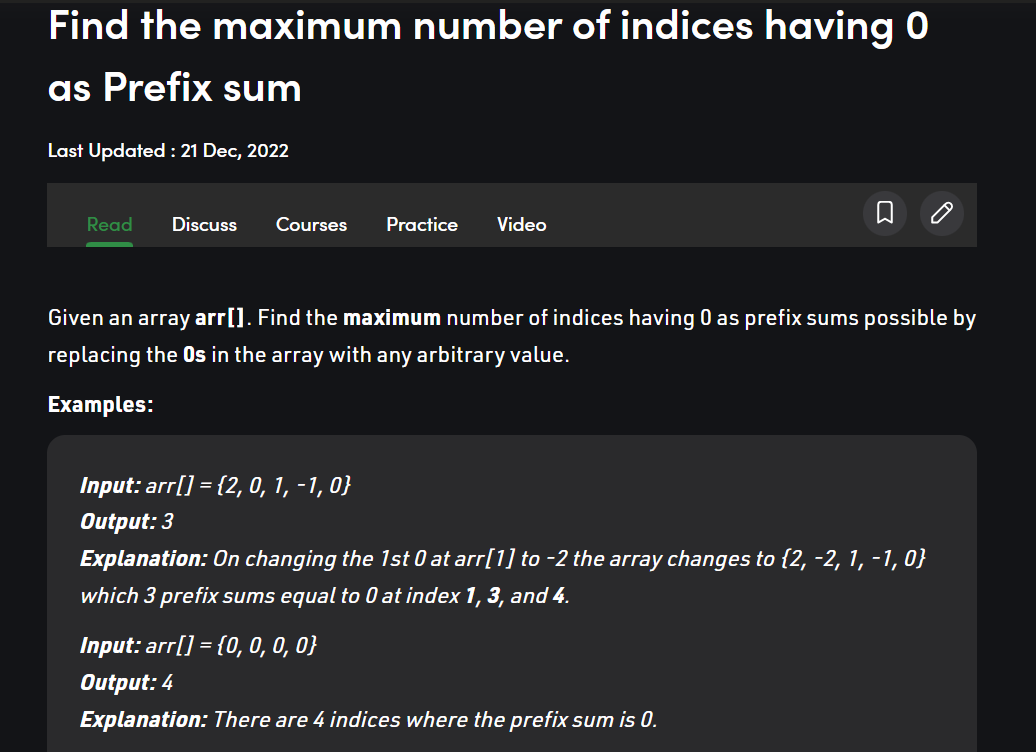 Find the maximum number of indices having 0
as Prefix sum
Last Updated : 21 Dec, 2022
Read Discuss Courses Practice Video
Given an array arr[]. Find the maximum number of indices having 0 as prefix sums possible by
replacing the 0s in the array with any arbitrary value.
Examples:
Input: arr[] = {2, 0, 1, -1, 0}
Output: 3
Explanation: On changing the 1st 0 at arr[1] to -2 the array changes to {2, -2, 1, -1, 0}
which 3 prefix sums equal to 0 at index 1, 3, and 4.
Input: arr[] = {0, 0, 0, 0}
Output: 4
Explanation: There are 4 indices where the prefix sum is 0.